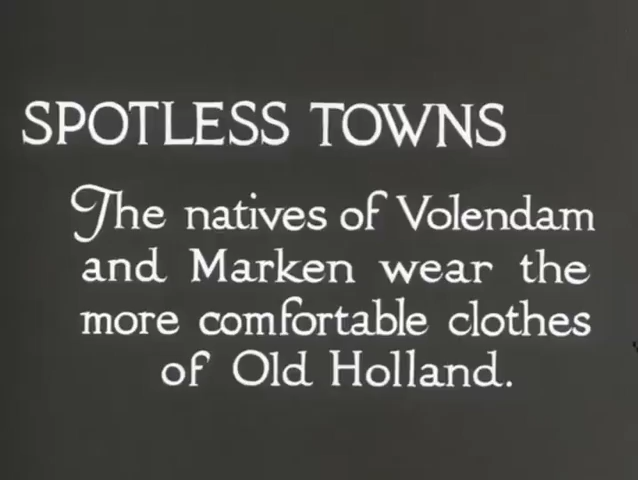 SPOTLESS TOWNS
The natives of Volendam
and Marken wear the
more comfortable clothes
of Old Holland.